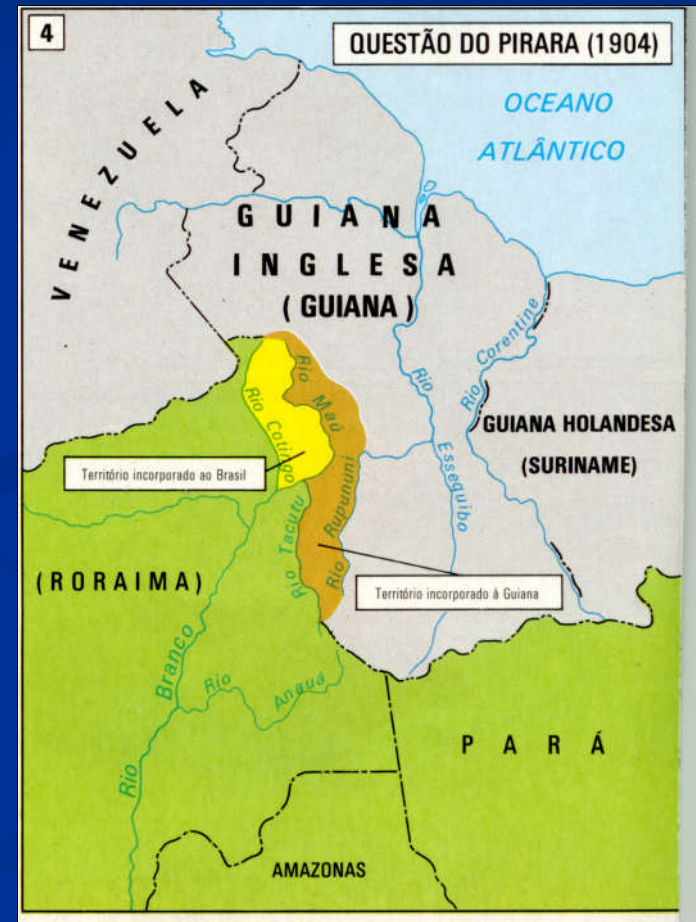 4
QUESTÃO DO PIRARA (1904)
OCEANO
ATLÂNTICO
VENEZUELA
GUIANA
INGLESA
(GUIANA)
Rio Corentine
Rio Maú
Rio Cotingo
Rio Essequibo
GUIANA HOLANDESA
(SURINAME)
Território incorporado ao Brasil
Rio Rupununi
Rio Tacutu
(RORAIMA)
Território incorporado à Guiana
Rio Branco
Rio Anauá
PARÁ
AMAZONAS